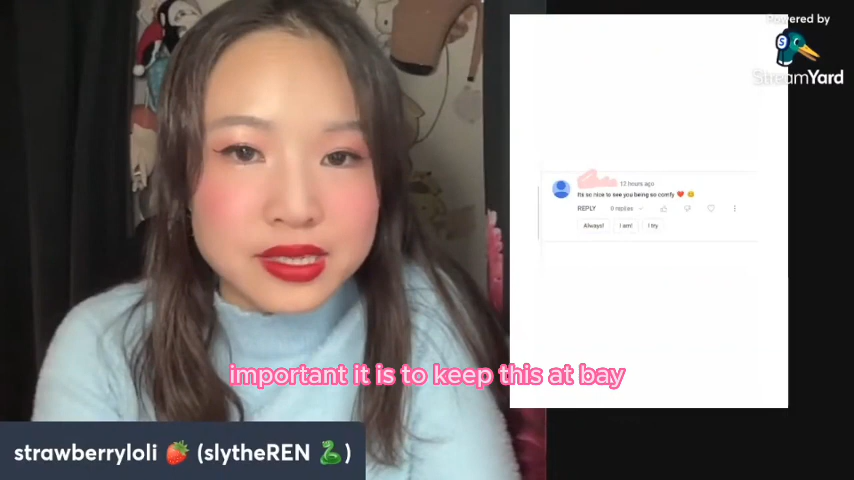 Powered by
StreamYard
12 hours ago
its so nice to see you being so comfy ❤️ 😊
REPLY 0 replies
Always! I am! I try
important it is to keep this at bay
strawberryloli 🍓 (slytheREN 🐍)